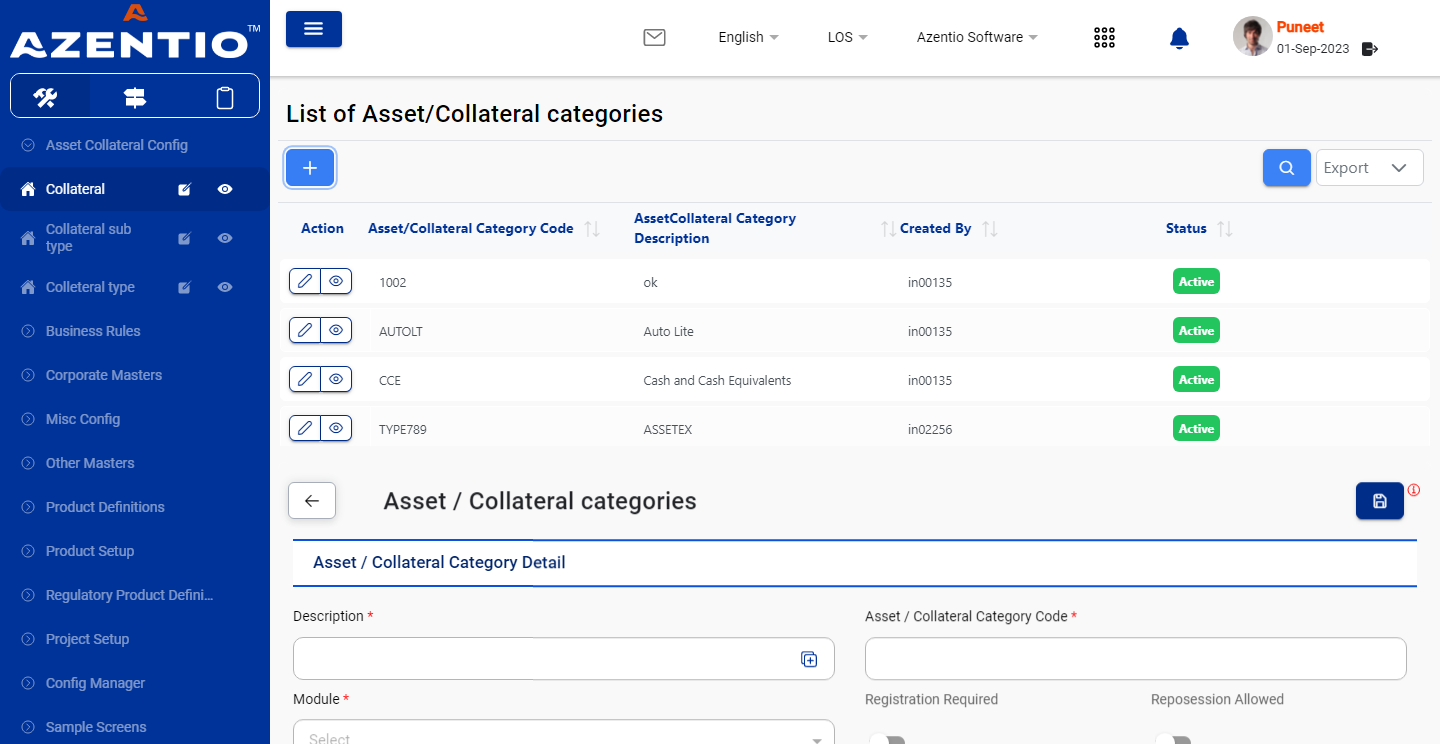 AZENTIO™
English
LOS
Azentio Software
Puneet
01-Sep-2023
Asset Collateral Config
Collateral
Collateral sub
type
Colleteral type
Business Rules
Corporate Masters
Misc Config
Other Masters
Product Definitions
Product Setup
Regulatory Product Defini...
Project Setup
Config Manager
Sample Screens
List of Asset/Collateral categories
Export
Action
Asset/Collateral Category Code
AssetCollateral Category
Description
Created By
Status
1002 ok in00135 Active
AUTOLT Auto Lite in00135 Active
CCE Cash and Cash Equivalents in00135 Active
TYPE789 ASSETEX in02256 Active
Asset / Collateral categories
Asset / Collateral Category Detail
Description *
Asset / Collateral Category Code *
Module *
Registration Required
Reposession Allowed
Select